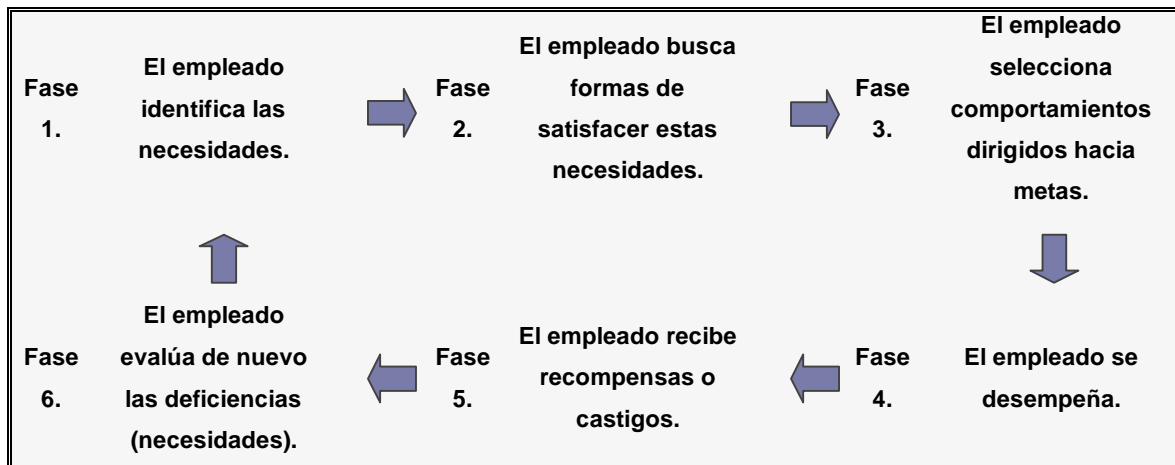 Fase
1.
El empleado
identifica las
necesidades.
Fase
2.
El empleado busca
formas de
satisfacer estas
necesidades.
Fase
3.
El empleado
selecciona
comportamientos
dirigidos hacia
metas.
Fase
4.
El empleado se
desempeña.
Fase
5.
El empleado recibe
recompensas o
castigos.
Fase
6.
El empleado
evalúa de nuevo
las deficiencias
(necesidades).